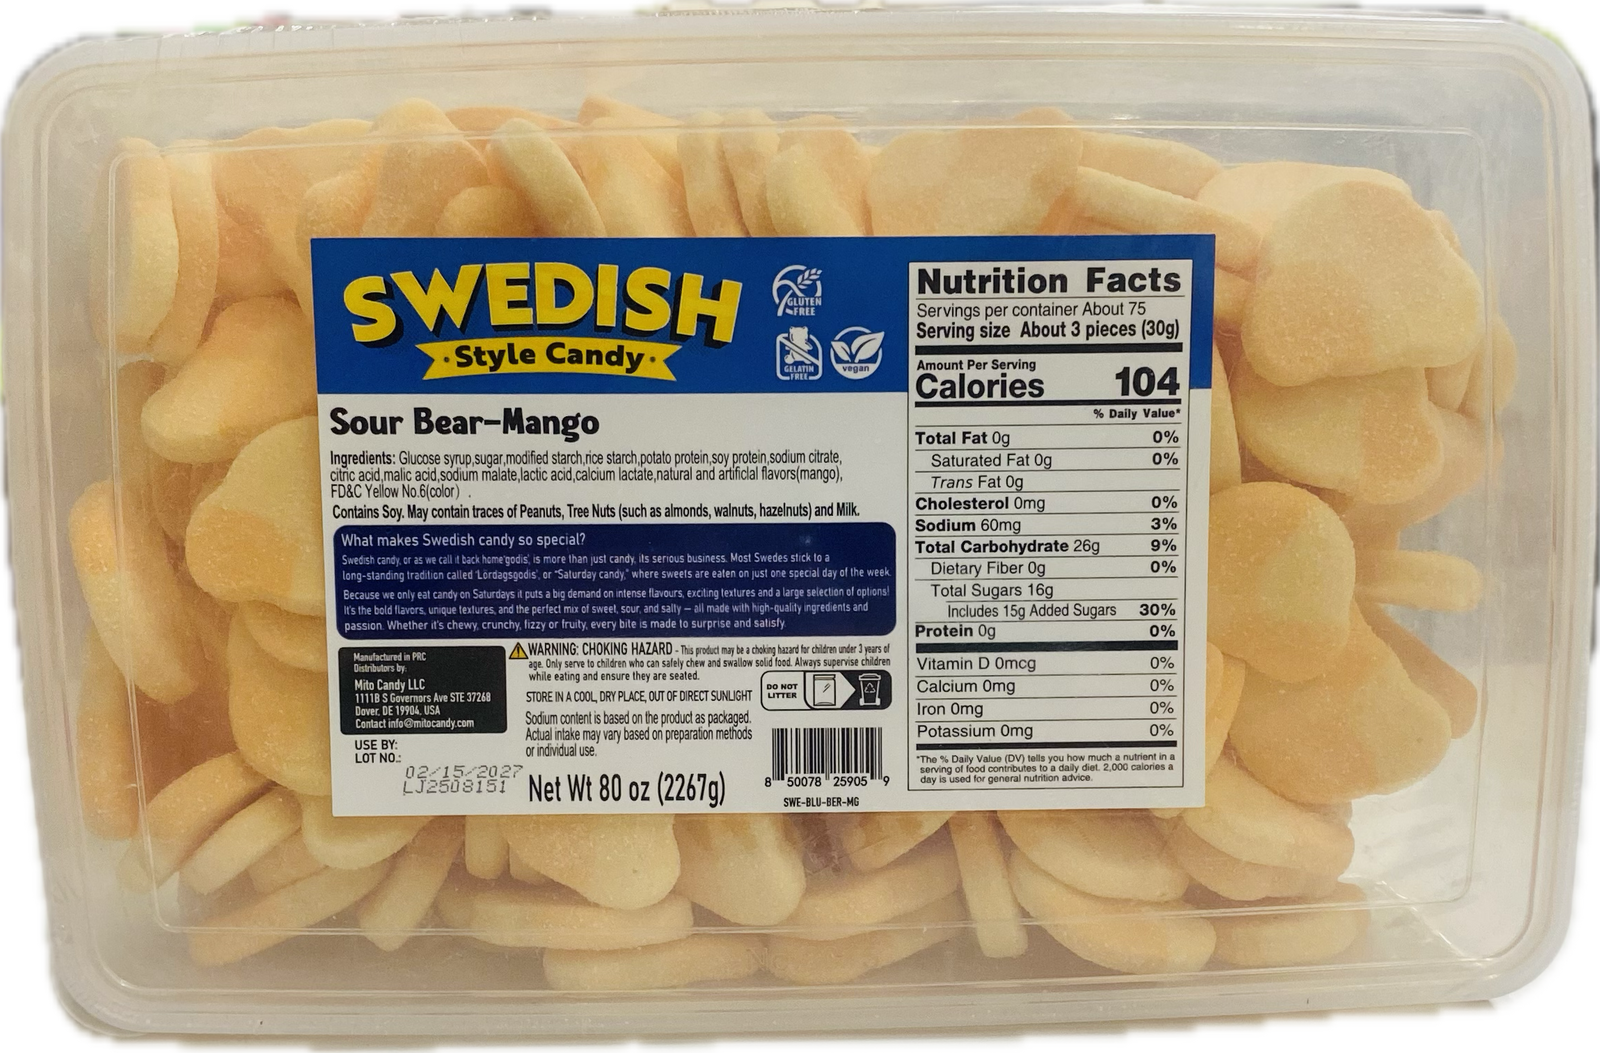 SWEDISH
Style Candy
GLUTEN
FREE
GELATIN
FREE
vegan
Sour Bear-Mango
Ingredients: Glucose syrup,sugar,modified starch,rice starch,potato protein,soy protein,sodium citrate,
citric acid,malic acid,sodium malate,lactic acid,calcium lactate,natural and artificial flavors(mango),
FD&C Yellow No.6(color) .
Contains Soy. May contain traces of Peanuts, Tree Nuts (such as almonds, walnuts, hazelnuts) and Milk.
What makes Swedish candy so special?
Swedish candy, or as we call it back home'godis', is more than just candy, its serious business. Most Swedes stick to a
long-standing tradition called 'Lördagsgodis', or "Saturday candy," where sweets are eaten on just one special day of the week.
Because we only eat candy on Saturdays it puts a big demand on intense flavours, exciting textures and a large selection of options!
It's the bold flavors, unique textures, and the perfect mix of sweet, sour, and salty — all made with high-quality ingredients and
passion. Whether it's chewy, crunchy, fizzy or fruity, every bite is made to surprise and satisfy.
Manufactured in PRC
Distributors by:
Mito Candy LLC
1111B S Governors Ave STE 37268
Dover, DE 19904, USA
Contact info@mitocandy.com
USE BY:
LOT NO.:
02/15/2027
LJ2508151
WARNING: CHOKING HAZARD - This product may be a choking hazard for children under 3 years of
age. Only serve to children who can safely chew and swallow solid food. Always supervise children
while eating and ensure they are seated.
STORE IN A COOL, DRY PLACE, OUT OF DIRECT SUNLIGHT
Sodium content is based on the product as packaged.
Actual intake may vary based on preparation methods
or individual use.
Net Wt 80 oz (2267g)
DO NOT
LITTER
8 50078 25905 9
SWE-BLU-BER-MG
Nutrition Facts
Servings per container About 75
Serving size About 3 pieces (30g)
Amount Per Serving
Calories 104
% Daily Value*
Total Fat 0g 0%
Saturated Fat 0g 0%
Trans Fat 0g
Cholesterol 0mg 0%
Sodium 60mg 3%
Total Carbohydrate 26g 9%
Dietary Fiber 0g 0%
Total Sugars 16g
Includes 15g Added Sugars 30%
Protein 0g 0%
Vitamin D 0mcg 0%
Calcium 0mg 0%
Iron 0mg 0%
Potassium 0mg 0%
*The % Daily Value (DV) tells you how much a nutrient in a
serving of food contributes to a daily diet. 2,000 calories a
day is used for general nutrition advice.